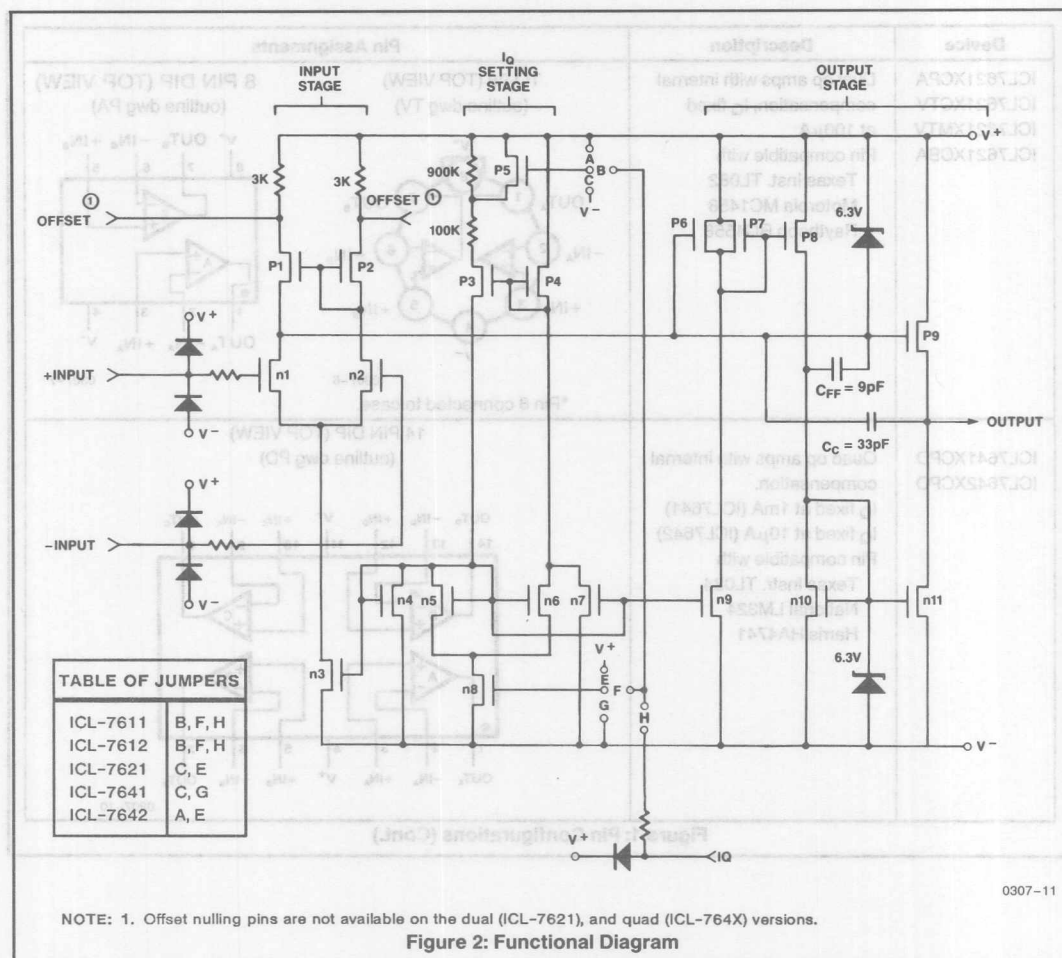 INPUT
STAGE
IQ
SETTING
STAGE
OUTPUT
STAGE
V+
3K
3K
900K
P5
A
B
C
V-
OFFSET ①
OFFSET ①
100K
6.3V
P6
P7
P8
P1
P2
P3
P4
P9
V+
+INPUT
n1
n2
CFF = 9pF
V-
OUTPUT
CC = 33pF
V+
-INPUT
V-
n4
n5
n6
n7
n9
n10
n11
n3
n8
V+
E
F
G
H
6.3V
V-
TABLE OF JUMPERS
ICL-7611 B, F, H
ICL-7612 B, F, H
ICL-7621 C, E
ICL-7641 C, G
ICL-7642 A, E
V+
IQ
0307-11
NOTE: 1. Offset nulling pins are not available on the dual (ICL-7621), and quad (ICL-764X) versions.
Figure 2: Functional Diagram